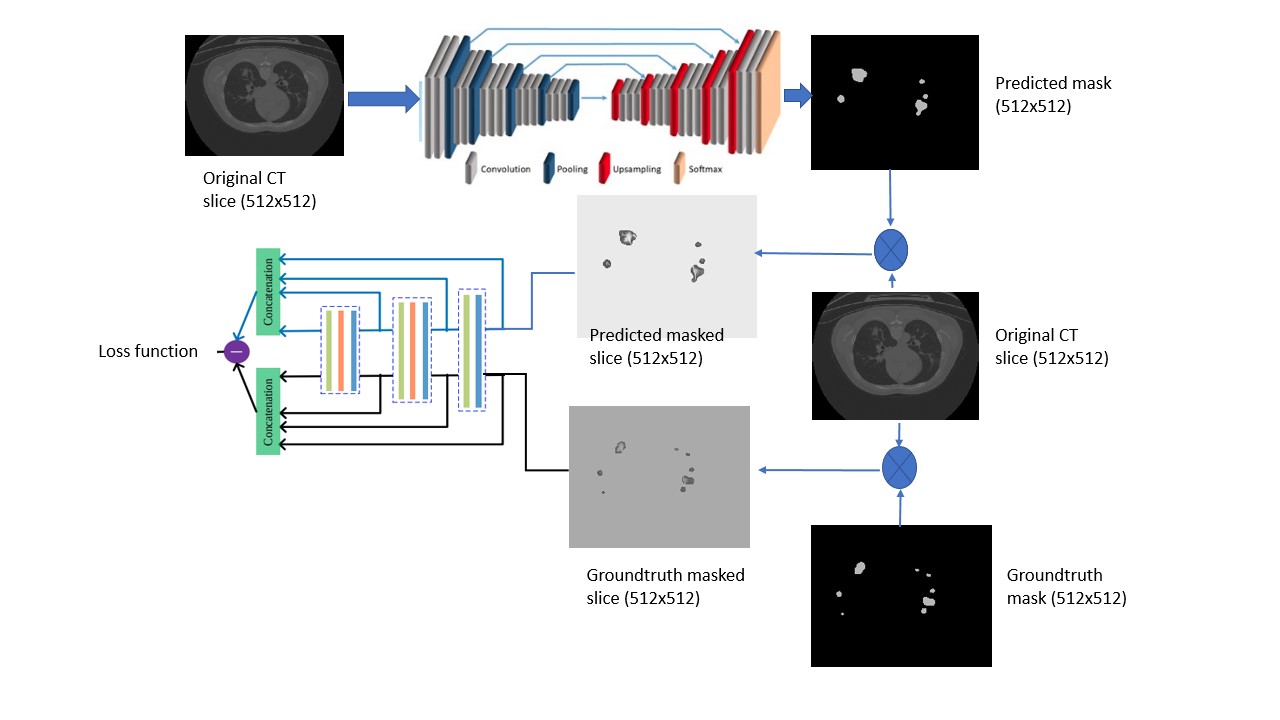 Original CT
slice (512x512)
Convolution
Pooling
Upsampling
Softmax
Predicted mask
(512x512)
Concatenation
Loss function
Concatenation
Predicted masked
slice (512x512)
Original CT
slice (512x512)
Groundtruth masked
slice (512x512)
Groundtruth
mask (512x512)